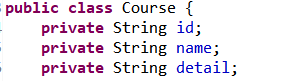 public class Course {
    private String id;
    private String name;
    private String detail;